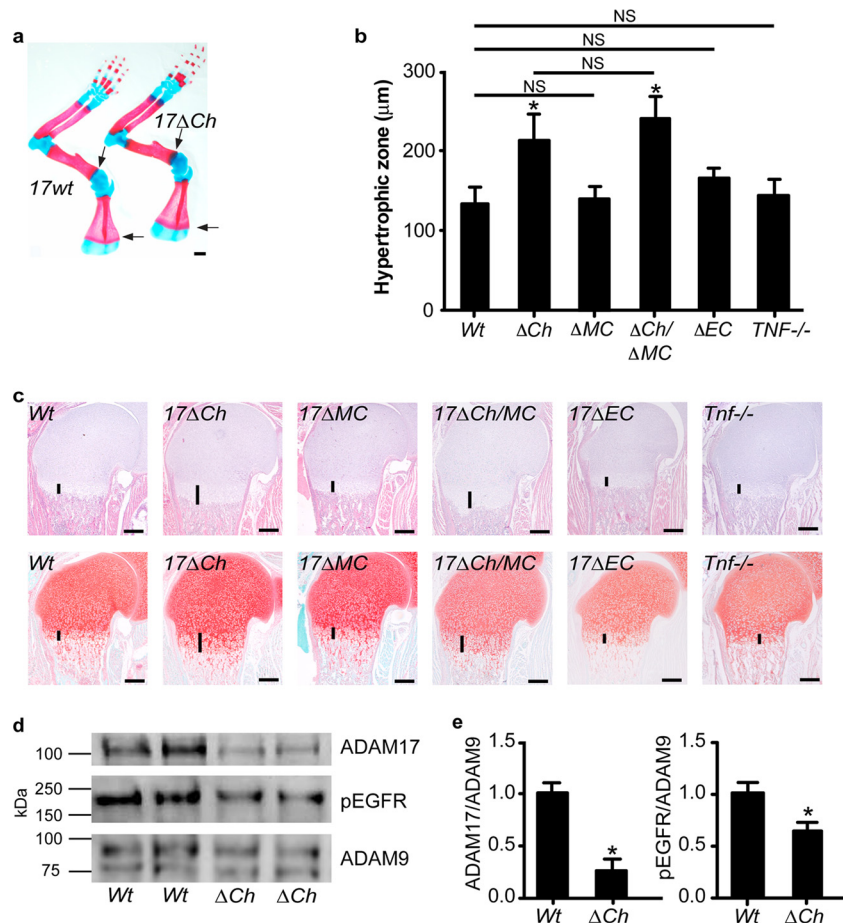 a
17wt
17ΔCh
b
NS
NS
NS
NS
Hypertrophic zone (μm)
300
200
100
0
*
*
Wt
ΔCh
ΔMC
ΔCh/
ΔMC
ΔEC
TNF-/-
c
Wt
17ΔCh
17ΔMC
17ΔCh/MC
17ΔEC
Tnf-/-
Wt
17ΔCh
17ΔMC
17ΔCh/MC
17ΔEC
Tnf-/-
d
kDa
100
ADAM17
250
150
pEGFR
100
75
ADAM9
Wt
Wt
ΔCh
ΔCh
e
ADAM17/ADAM9
1.5
1.0
0.5
0.0
*
Wt
ΔCh
pEGFR/ADAM9
1.5
1.0
0.5
0.0
*
Wt
ΔCh